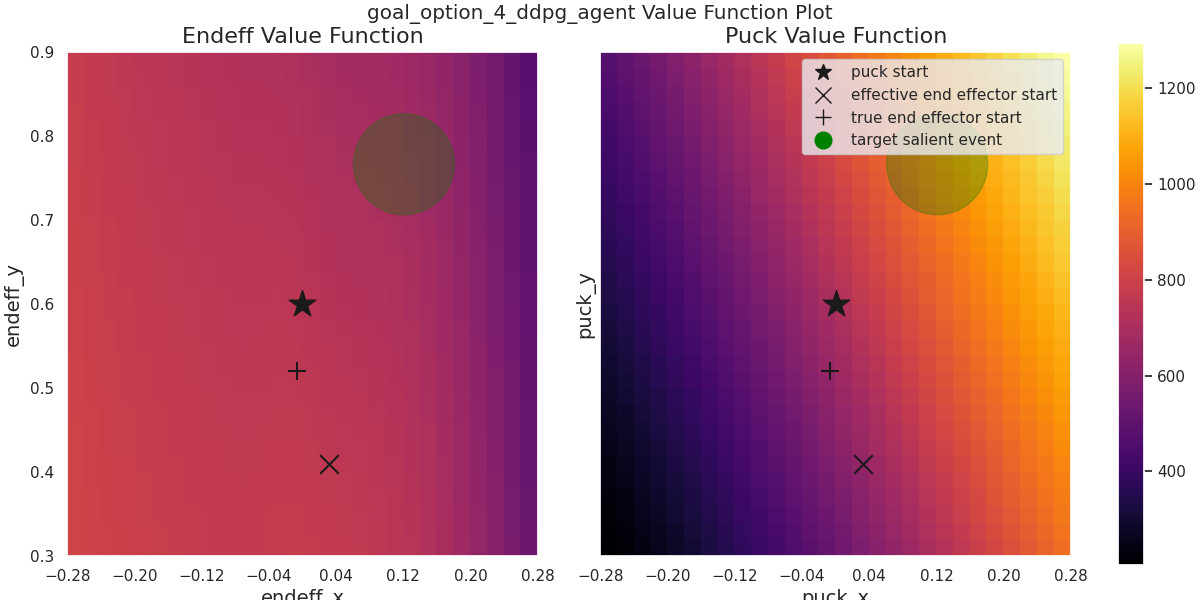 goal_option_4_ddpg_agent Value Function Plot
Endeff Value Function
Puck Value Function
0.9
0.8
0.7
0.6
0.5
0.4
0.3
endeff_y
−0.28 −0.20 −0.12 −0.04 0.04 0.12 0.20 0.28
endeff_x
puck_y
puck start
effective end effector start
true end effector start
target salient event
−0.28 −0.20 −0.12 −0.04 0.04 0.12 0.20 0.28
puck_x
1200
1000
800
600
400